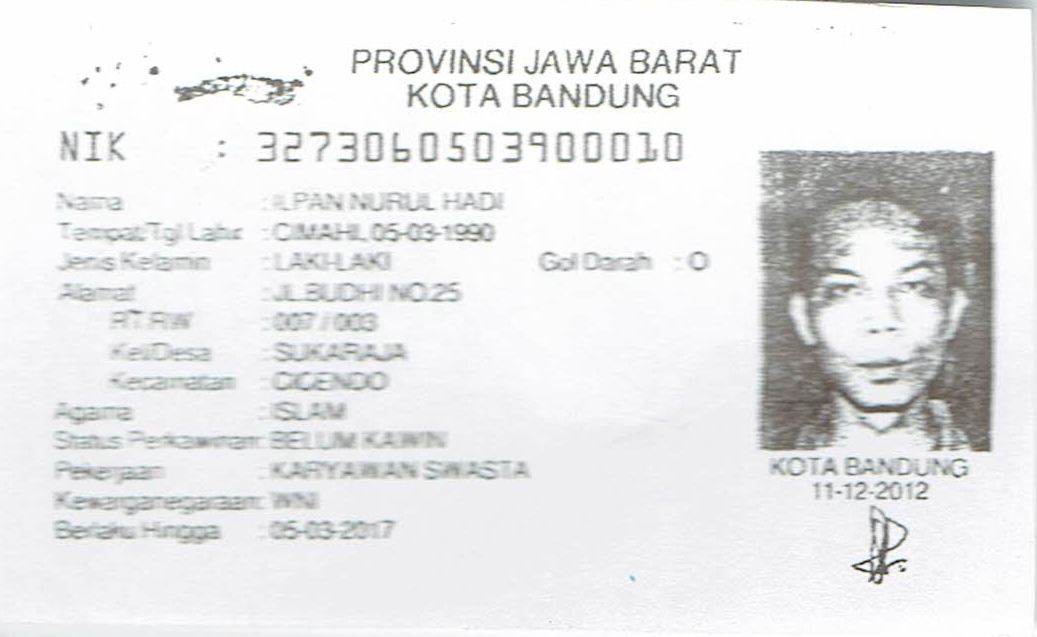 PROVINSI JAWA BARAT
KOTA BANDUNG
NIK : 3273060503900010
Nama : ILPAN NURUL HADI
Tempat/Tgl Lahir : CIMAHI, 05-03-1990
Jenis Kelamin : LAKI-LAKI Gol Darah : O
Alamat : JL.BUDHI NO.25
RT/RW : 007 / 003
Kel/Desa : SUKARAJA
Kecamatan : CICENDO
Agama : ISLAM
Status Perkawinan: BELUM KAWIN
Pekerjaan : KARYAWAN SWASTA
Kewarganegaraan: WNI
Berlaku Hingga : 05-03-2017
KOTA BANDUNG
11-12-2012